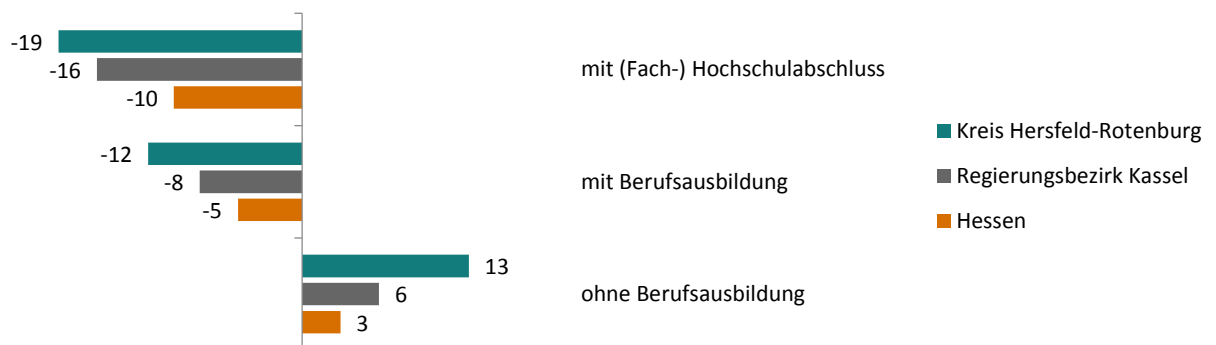 -19
-16
-10
mit (Fach-) Hochschulabschluss
-12
-8
-5
mit Berufsausbildung
13
6
3
ohne Berufsausbildung
Kreis Hersfeld-Rotenburg
Regierungsbezirk Kassel
Hessen